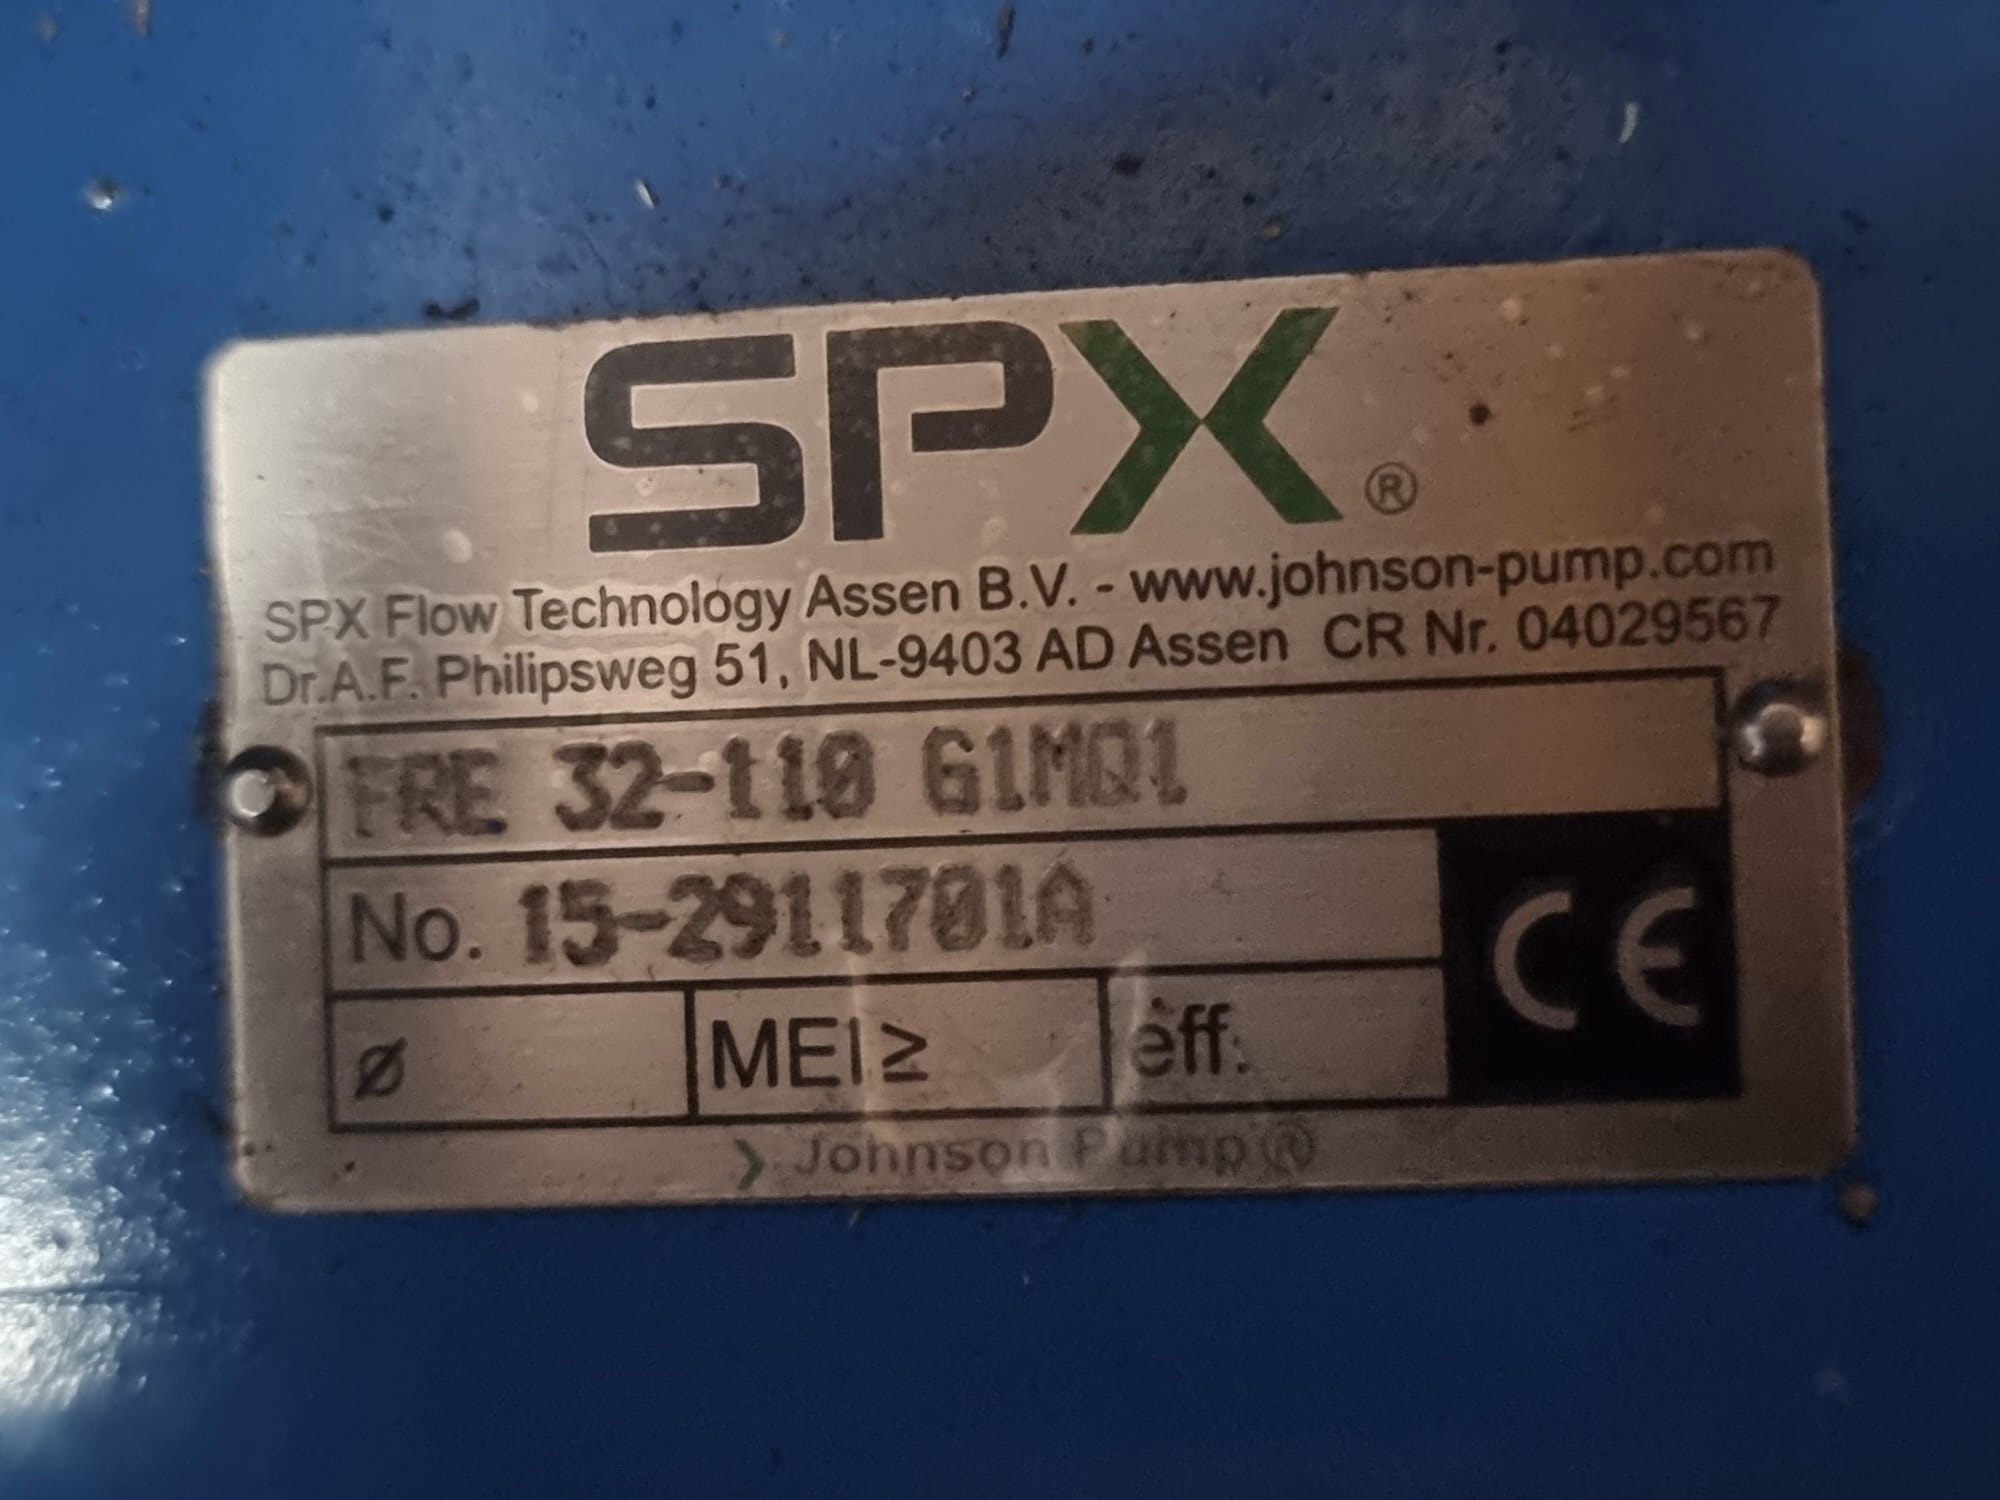 SPX®
SPX Flow Technology Assen B.V. - www.johnson-pump.com
Dr.A.F. Philipsweg 51, NL-9403 AD Assen CR Nr. 04029567
FRE 32-110 G1MQ1
No. 15-2911701A
ø MEI≥ eff. CE
Johnson Pump®